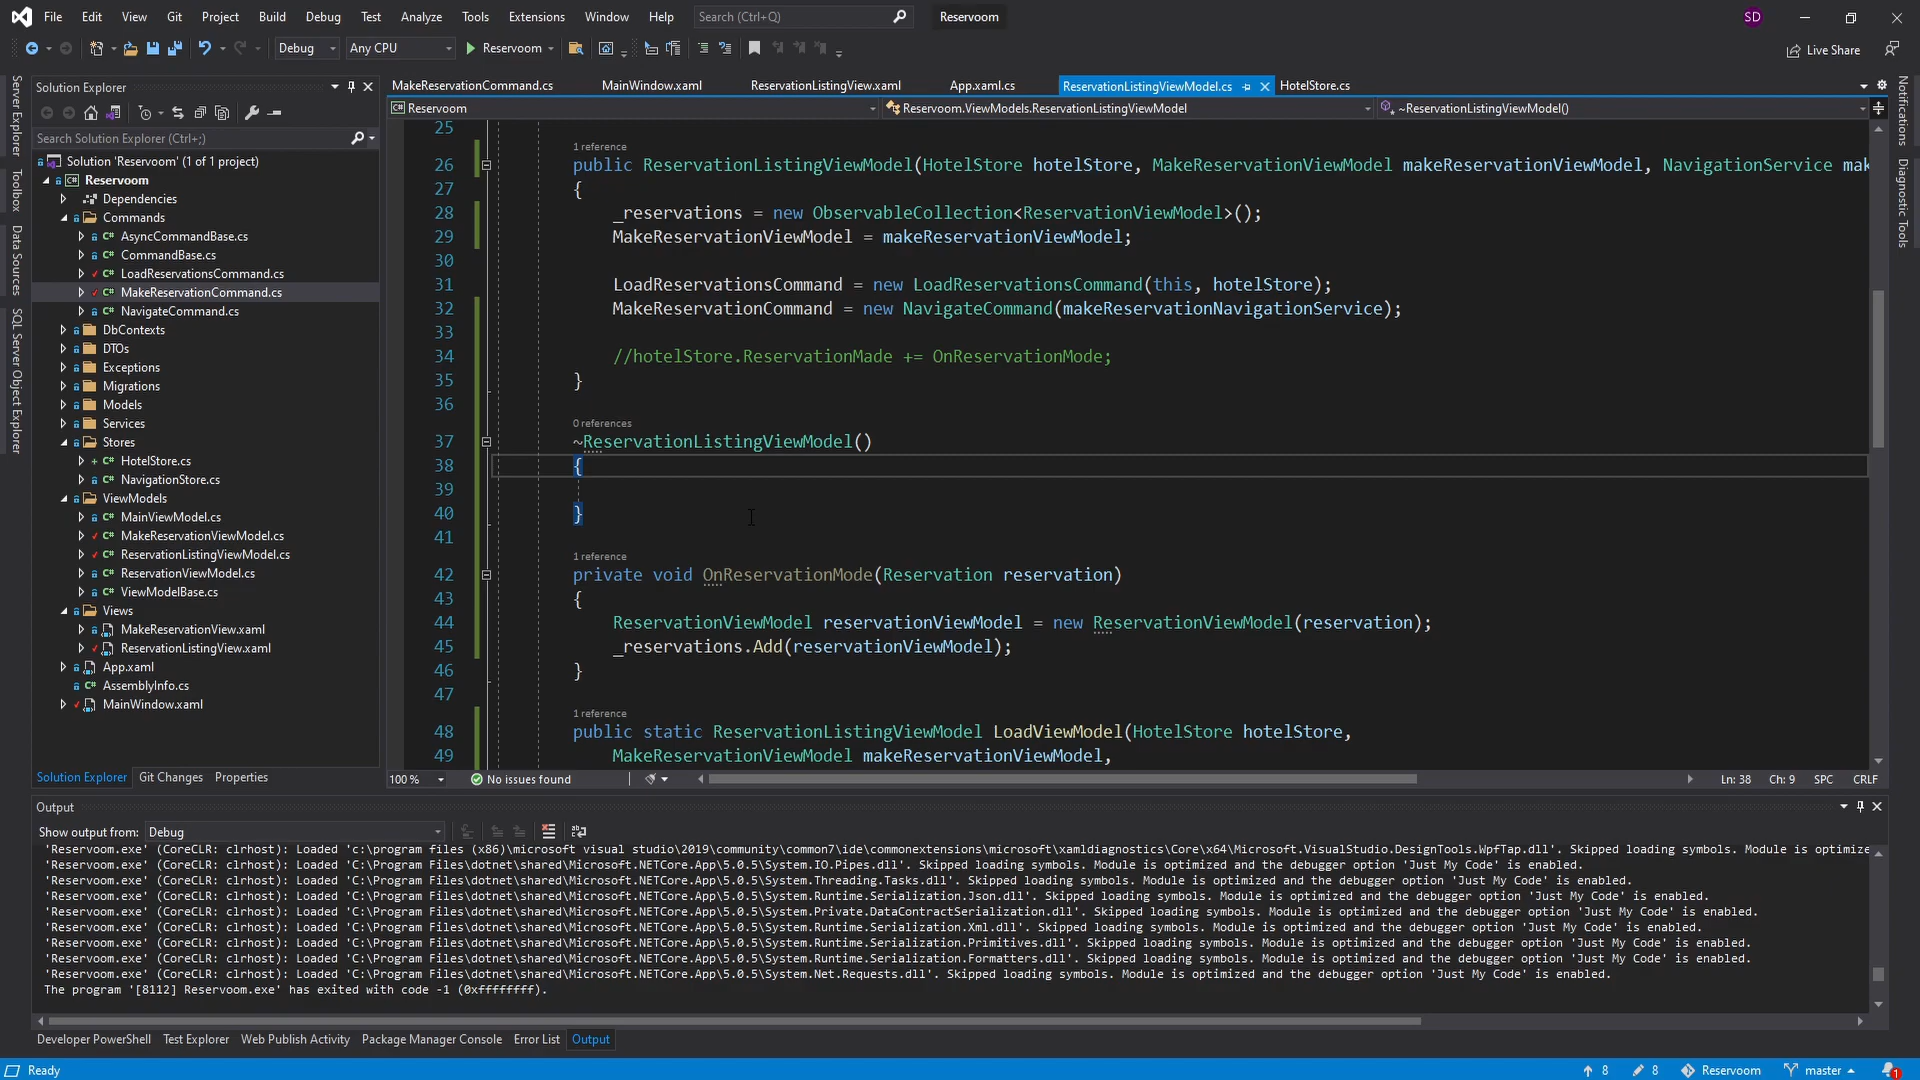 File Edit View Git Project Build Debug Test Analyze Tools Extensions Window Help Search (Ctrl+Q) Reservoom SD
Debug Any CPU Reservoom Live Share
Server Explorer
Toolbox
Data Sources
SQL Server Object Explorer
Solution Explorer
Search Solution Explorer (Ctrl+;)
Solution 'Reservoom' (1 of 1 project)
Reservoom
Dependencies
Commands
AsyncCommandBase.cs
CommandBase.cs
LoadReservationsCommand.cs
MakeReservationCommand.cs
NavigateCommand.cs
DbContexts
DTOs
Exceptions
Migrations
Models
Services
Stores
HotelStore.cs
NavigationStore.cs
ViewModels
MainViewModel.cs
MakeReservationViewModel.cs
ReservationListingViewModel.cs
ReservationViewModel.cs
ViewModelBase.cs
Views
MakeReservationView.xaml
ReservationListingView.xaml
App.xaml
AssemblyInfo.cs
MainWindow.xaml
Solution Explorer Git Changes Properties
MakeReservationCommand.cs MainWindow.xaml ReservationListingView.xaml App.xaml.cs ReservationListingViewModel.cs HotelStore.cs
Reservoom Reservoom.ViewModels.ReservationListingViewModel ~ReservationListingViewModel()
25
1 reference
26 public ReservationListingViewModel(HotelStore hotelStore, MakeReservationViewModel makeReservationViewModel, NavigationService mak
27 {
28 _reservations = new ObservableCollection<ReservationViewModel>();
29 MakeReservationViewModel = makeReservationViewModel;
30
31 LoadReservationsCommand = new LoadReservationsCommand(this, hotelStore);
32 MakeReservationCommand = new NavigateCommand(makeReservationNavigationService);
33
34 //hotelStore.ReservationMade += OnReservationMode;
35 }
36
0 references
37 ~ReservationListingViewModel()
38 {
39
40 }
41
1 reference
42 private void OnReservationMode(Reservation reservation)
43 {
44 ReservationViewModel reservationViewModel = new ReservationViewModel(reservation);
45 _reservations.Add(reservationViewModel);
46 }
47
1 reference
48 public static ReservationListingViewModel LoadViewModel(HotelStore hotelStore,
49 MakeReservationViewModel makeReservationViewModel,
100 % No issues found Ln: 38 Ch: 9 SPC CRLF
Notifications
Diagnostic Tools
Output
Show output from: Debug
'Reservoom.exe' (CoreCLR: clrhost): Loaded 'c:\program files (x86)\microsoft visual studio\2019\community\common7\ide\commonextensions\microsoft\xamldiagnostics\Core\x64\Microsoft.VisualStudio.DesignTools.WpfTap.dll'. Skipped loading symbols. Module is optimize
'Reservoom.exe' (CoreCLR: clrhost): Loaded 'C:\Program Files\dotnet\shared\Microsoft.NETCore.App\5.0.5\System.IO.Pipes.dll'. Skipped loading symbols. Module is optimized and the debugger option 'Just My Code' is enabled.
'Reservoom.exe' (CoreCLR: clrhost): Loaded 'C:\Program Files\dotnet\shared\Microsoft.NETCore.App\5.0.5\System.Threading.Tasks.dll'. Skipped loading symbols. Module is optimized and the debugger option 'Just My Code' is enabled.
'Reservoom.exe' (CoreCLR: clrhost): Loaded 'C:\Program Files\dotnet\shared\Microsoft.NETCore.App\5.0.5\System.Runtime.Serialization.Json.dll'. Skipped loading symbols. Module is optimized and the debugger option 'Just My Code' is enabled.
'Reservoom.exe' (CoreCLR: clrhost): Loaded 'C:\Program Files\dotnet\shared\Microsoft.NETCore.App\5.0.5\System.Private.DataContractSerialization.dll'. Skipped loading symbols. Module is optimized and the debugger option 'Just My Code' is enabled.
'Reservoom.exe' (CoreCLR: clrhost): Loaded 'C:\Program Files\dotnet\shared\Microsoft.NETCore.App\5.0.5\System.Runtime.Serialization.Xml.dll'. Skipped loading symbols. Module is optimized and the debugger option 'Just My Code' is enabled.
'Reservoom.exe' (CoreCLR: clrhost): Loaded 'C:\Program Files\dotnet\shared\Microsoft.NETCore.App\5.0.5\System.Runtime.Serialization.Primitives.dll'. Skipped loading symbols. Module is optimized and the debugger option 'Just My Code' is enabled.
'Reservoom.exe' (CoreCLR: clrhost): Loaded 'C:\Program Files\dotnet\shared\Microsoft.NETCore.App\5.0.5\System.Runtime.Serialization.Formatters.dll'. Skipped loading symbols. Module is optimized and the debugger option 'Just My Code' is enabled.
'Reservoom.exe' (CoreCLR: clrhost): Loaded 'C:\Program Files\dotnet\shared\Microsoft.NETCore.App\5.0.5\System.Net.Requests.dll'. Skipped loading symbols. Module is optimized and the debugger option 'Just My Code' is enabled.
The program '[8112] Reservoom.exe' has exited with code -1 (0xffffffff).
Developer PowerShell Test Explorer Web Publish Activity Package Manager Console Error List Output
Ready 8 8 Reservoom master 1